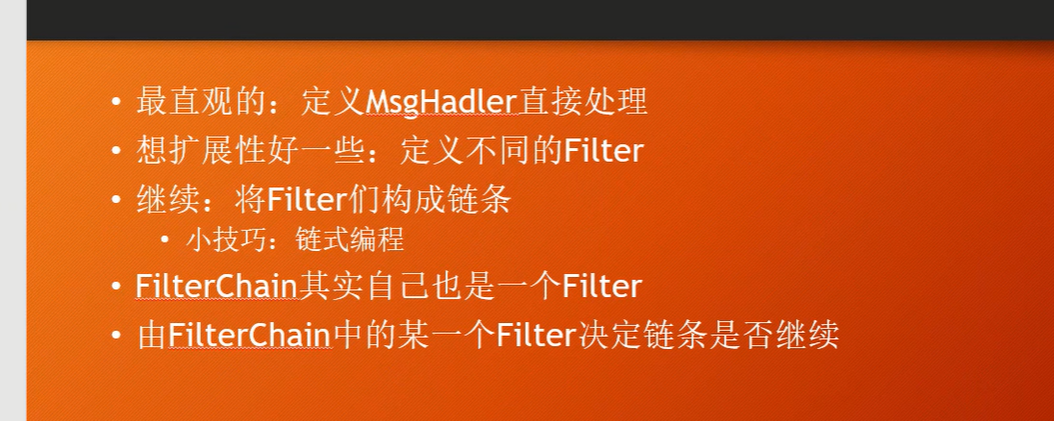 最直观的：定义MsgHadler直接处理
想扩展性好一些：定义不同的Filter
继续：将Filter们构成链条
小技巧：链式编程
FilterChain其实自己也是一个Filter
由FilterChain中的某一个Filter决定链条是否继续